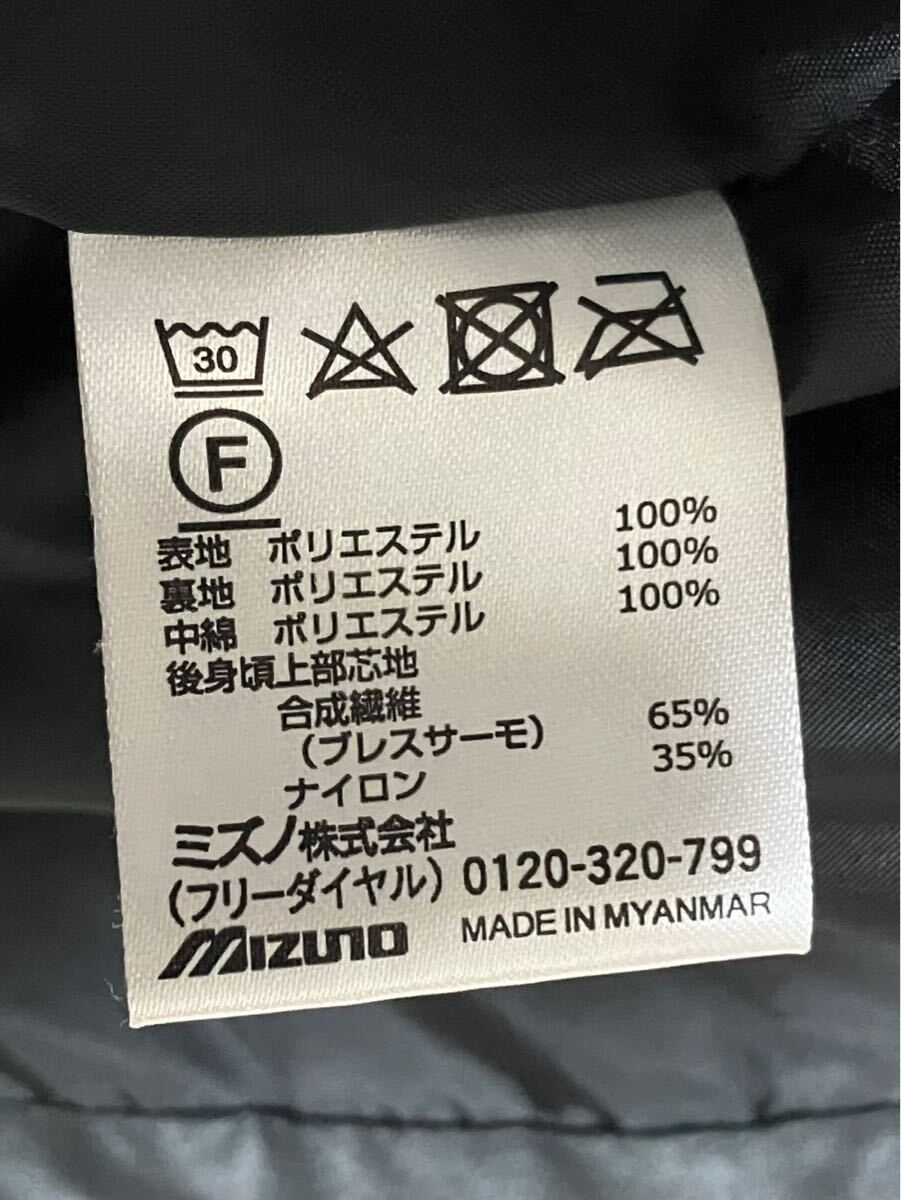 30
F
表地 ポリエステル 100%
裏地 ポリエステル 100%
中綿 ポリエステル 100%
後身頃上部芯地
合成繊維
(ブレスサーモ) 65%
ナイロン 35%
ミズノ株式会社
(フリーダイヤル) 0120-320-799
MIZUNO MADE IN MYANMAR